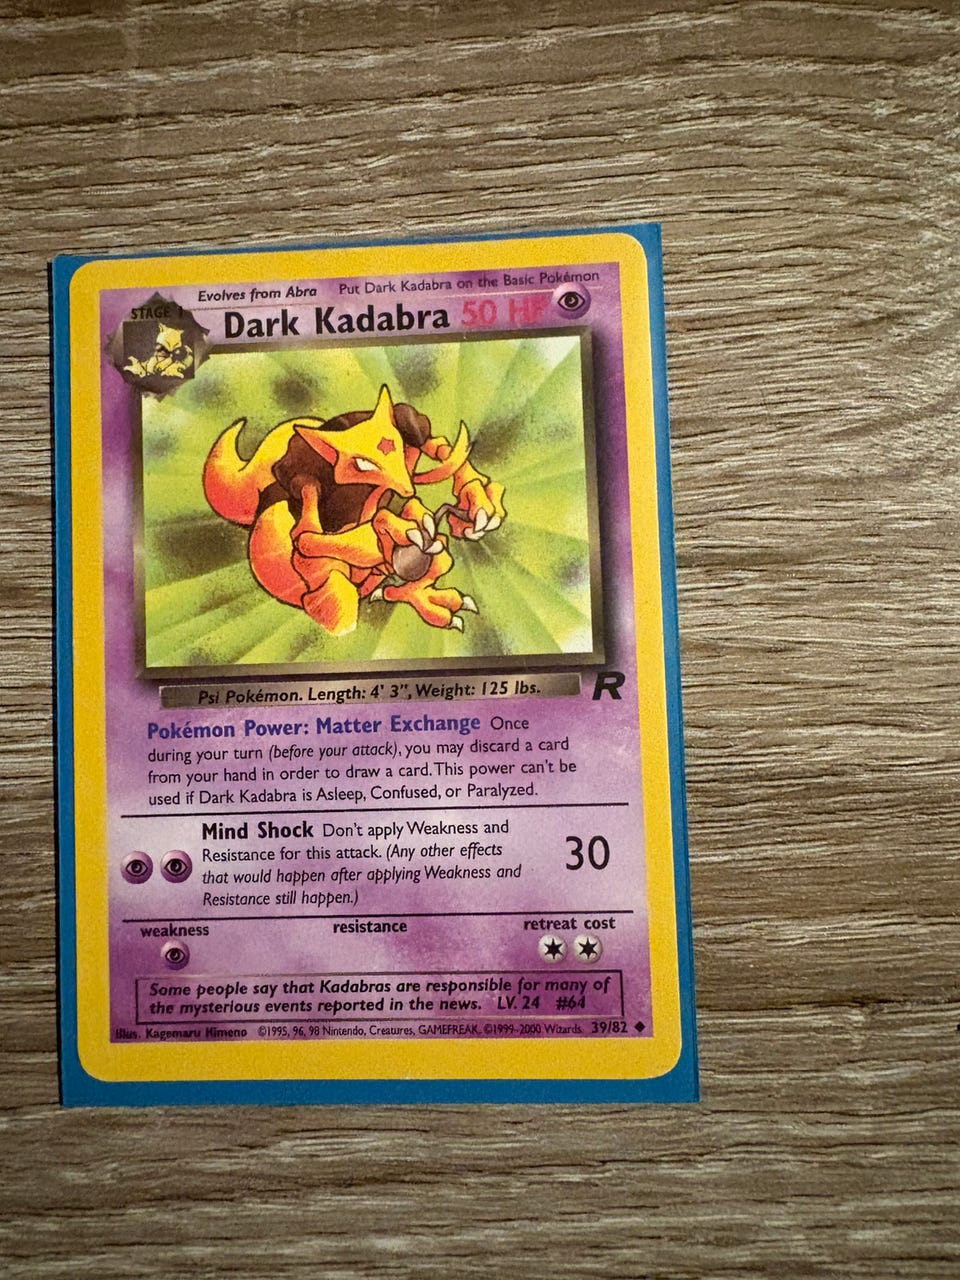 Evolves from Abra Put Dark Kadabra on the Basic Pokémon
STAGE 1
Dark Kadabra 50 HP
Psi Pokémon. Length: 4' 3", Weight: 125 lbs.
R
Pokémon Power: Matter Exchange Once
during your turn (before your attack), you may discard a card
from your hand in order to draw a card. This power can't be
used if Dark Kadabra is Asleep, Confused, or Paralyzed.
Mind Shock Don't apply Weakness and
Resistance for this attack. (Any other effects
that would happen after applying Weakness and
Resistance still happen.)
30
weakness resistance retreat cost
Some people say that Kadabras are responsible for many of
the mysterious events reported in the news. LV. 24 #64
Illus. Kagemaru Himeno ©1995, 96, 98 Nintendo, Creatures, GAMEFREAK. ©1999-2000 Wizards. 39/82